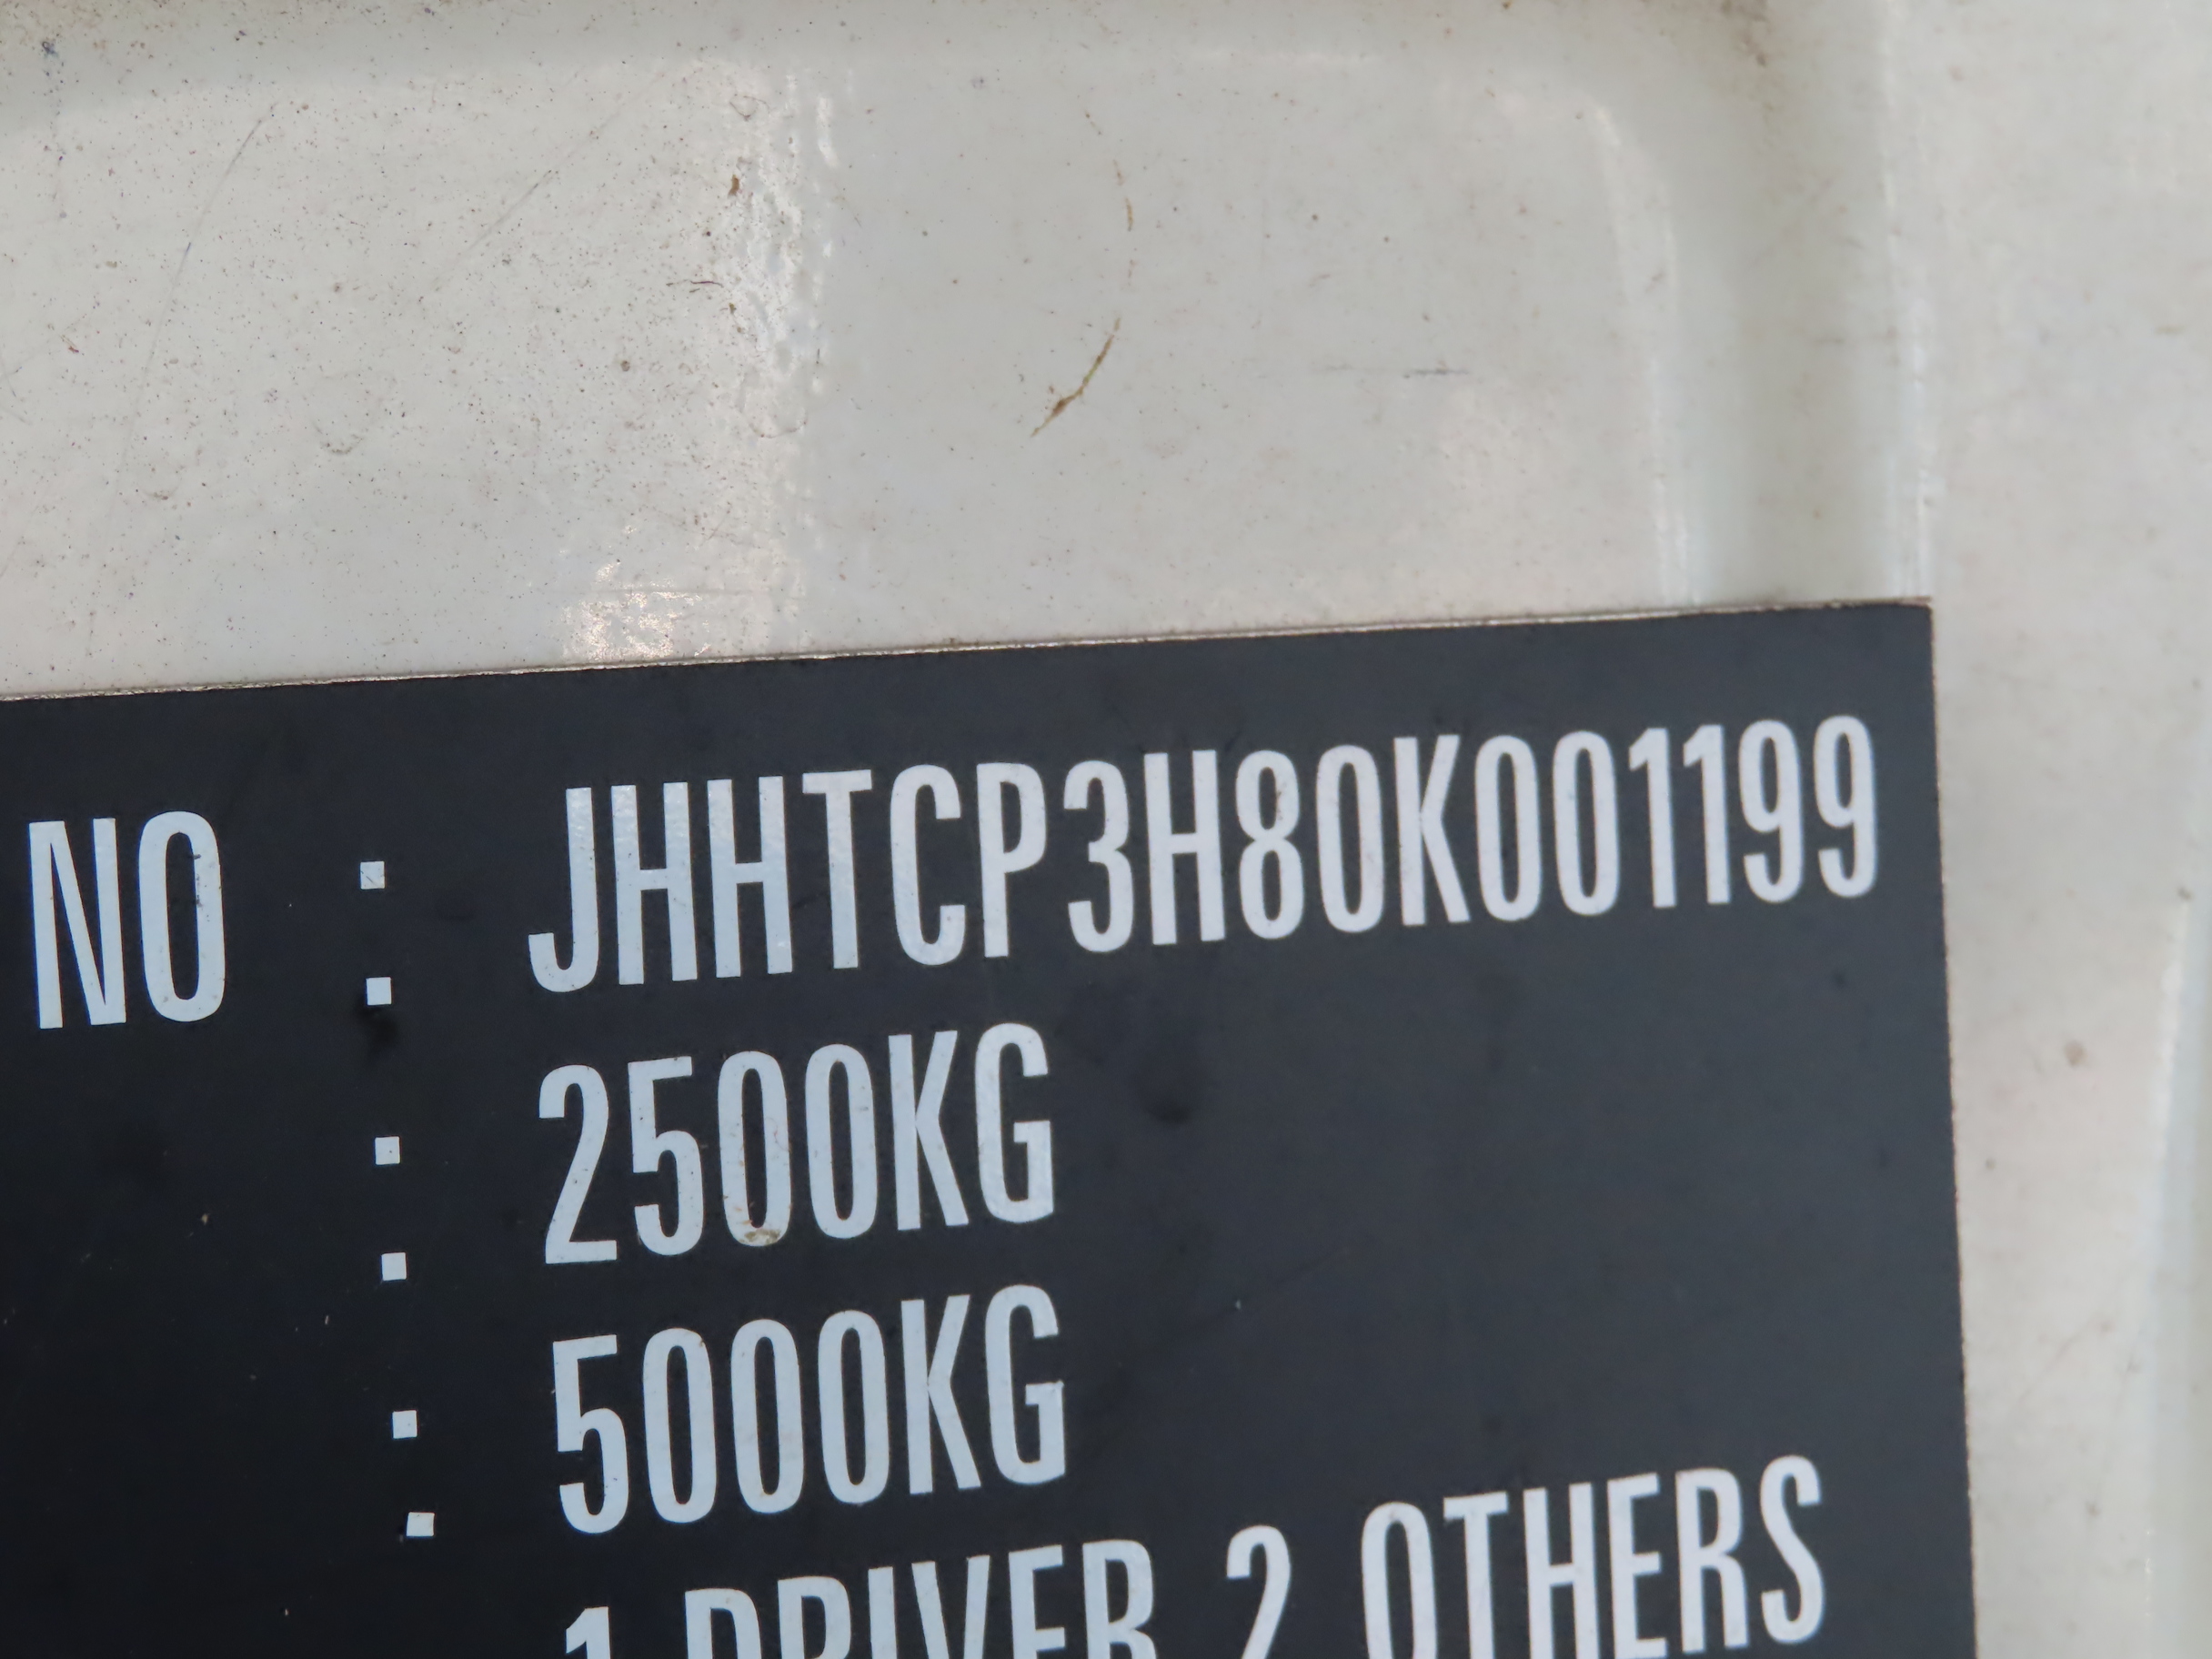 NO : JHHTCP3H80K001199
: 2500KG
: 5000KG
: 1 DRIVER 2 OTHERS